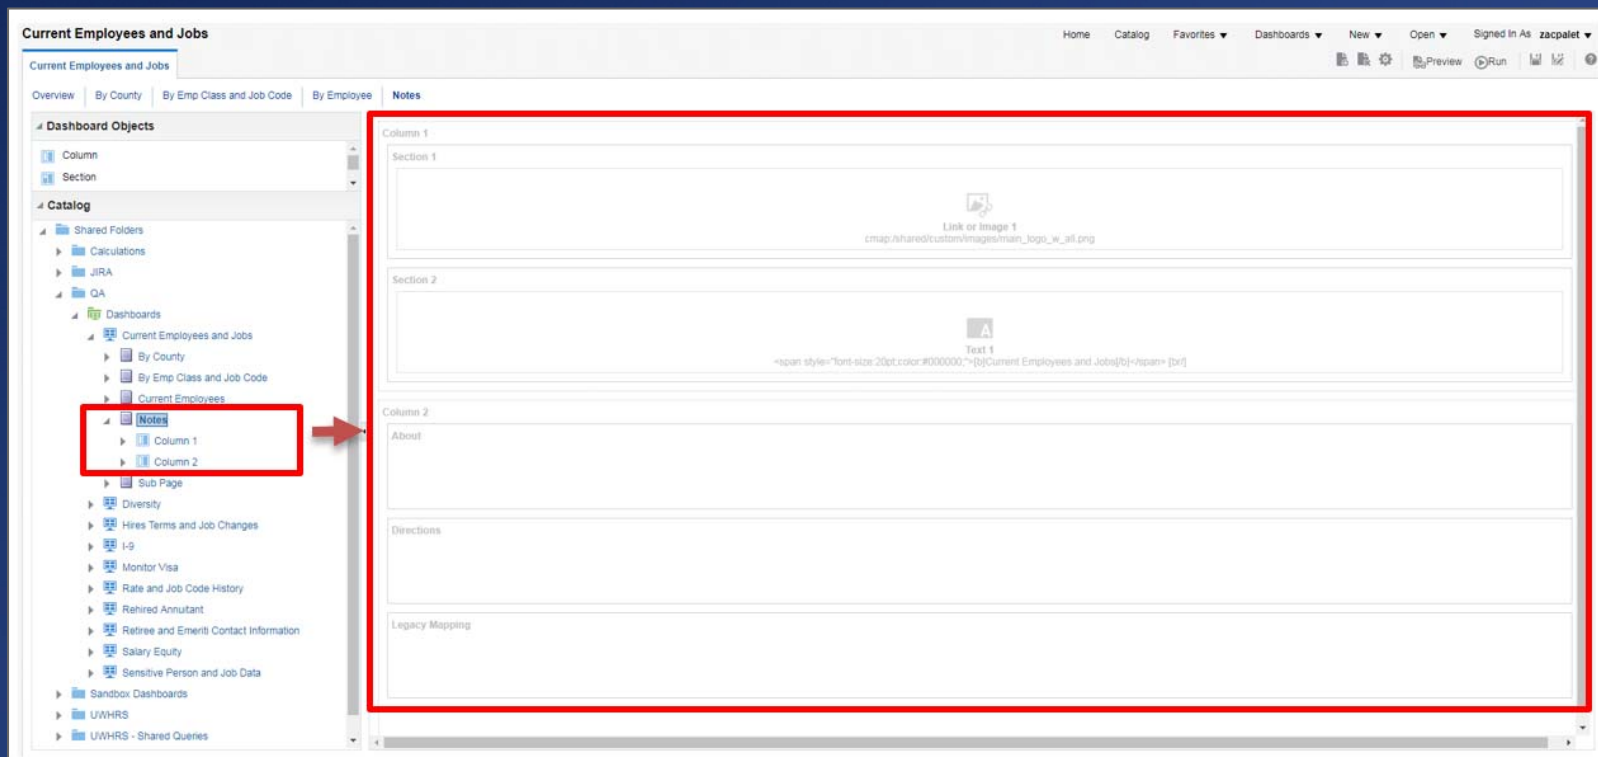 Current Employees and Jobs
Home Catalog Favorites Dashboards New Open Signed In As zacpalet
Current Employees and Jobs
Preview Run
Overview By County By Emp Class and Job Code By Employee Notes
Dashboard Objects
Column
Section
Catalog
Shared Folders
Calculations
JIRA
QA
Dashboards
Current Employees and Jobs
By County
By Emp Class and Job Code
Current Employees
Notes
Column 1
Column 2
Sub Page
Diversity
Hires Terms and Job Changes
I-9
Monitor Visa
Rate and Job Code History
Rehired Annuitant
Retiree and Emeriti Contact Information
Salary Equity
Sensitive Person and Job Data
Sandbox Dashboards
UWHRS
UWHRS - Shared Queries
Column 1
Section 1
Link or Image 1
cmap:/shared/custom/images/main_logo_w_all.png
Section 2
A
Text 1
<span style="font-size:20pt;color:#000000;">[b]Current Employees and Jobs[/b]</span> [br/]
Column 2
About
Directions
Legacy Mapping